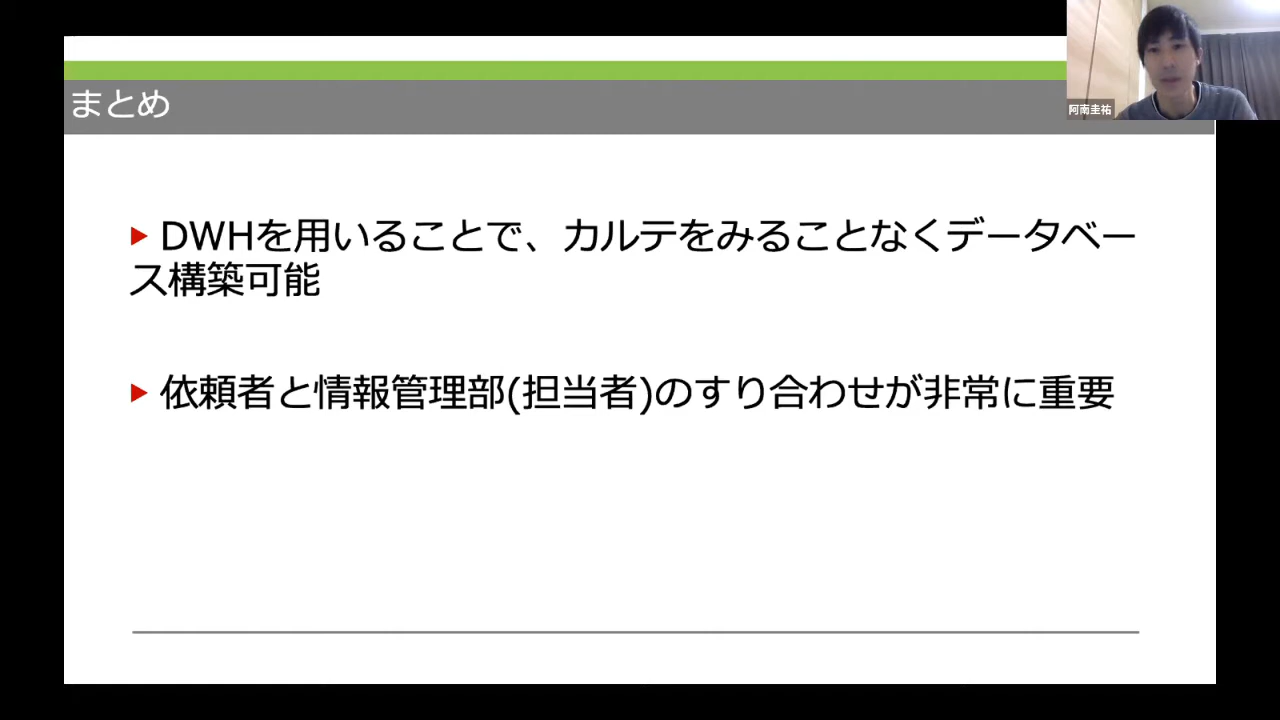 まとめ
阿南圭祐
▶ DWHを用いることで、カルテをみることなくデータベー
ス構築可能
▶ 依頼者と情報管理部(担当者)のすり合わせが非常に重要